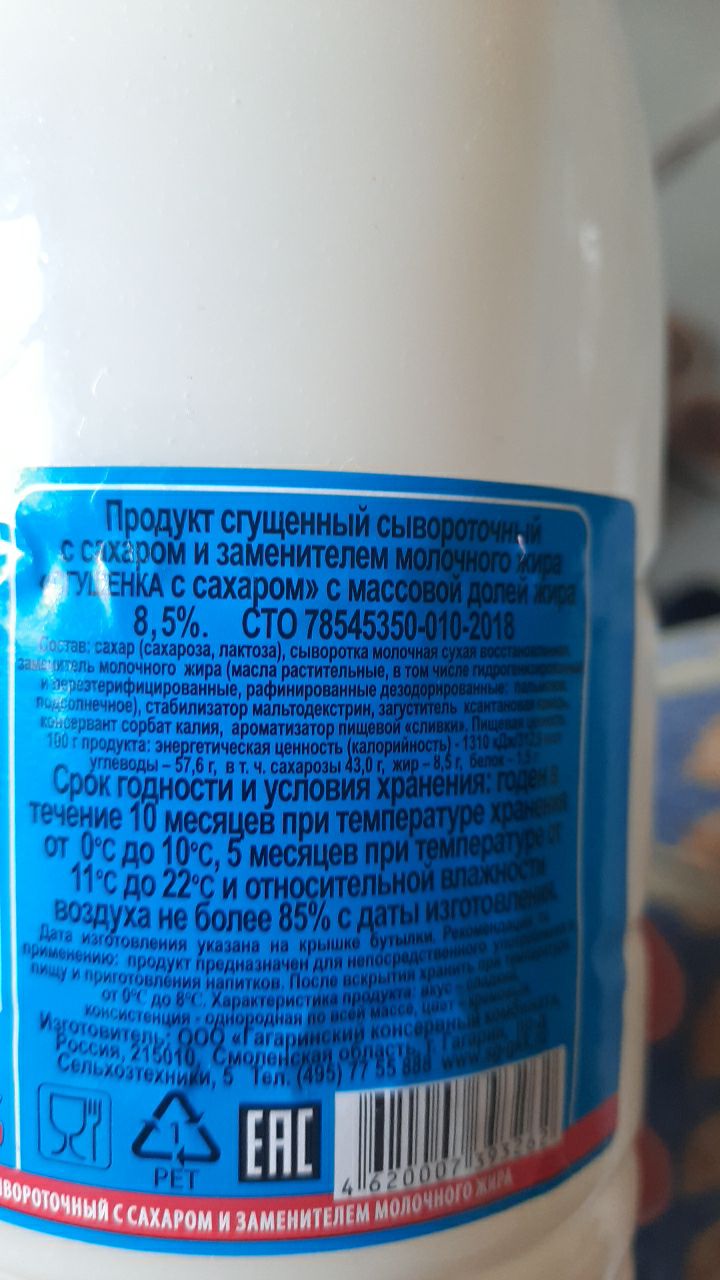 Продукт сгущенный сывороточный
с сахаром и заменителем молочного жира
«СГУЩЕНКА с сахаром» с массовой долей жира
8,5%. СТО 78545350-010-2018
Состав: сахар (сахароза, лактоза), сыворотка молочная сухая восстановленная,
заменитель молочного жира (масла растительные, в том числе гидрогенизированные
и переэтерифицированные, рафинированные дезодорированные: пальмовое,
подсолнечное), стабилизатор мальтодекстрин, загуститель ксантановая камедь,
консервант сорбат калия, ароматизатор пищевой «сливки». Пищевая ценность
100 г продукта: энергетическая ценность (калорийность) - 1310 кДж/
углеводы – 57,6 г, в т. ч. сахарозы 43,0 г, жир – 8,5 г, белок – 1,5 г
Срок годности и условия хранения: годен в
течение 10 месяцев при температуре хранения
от 0°С до 10°С, 5 месяцев при температуре от
11°С до 22°С и относительной влажности
воздуха не более 85% с даты изготовления.
Дата изготовления указана на крышке бутылки. Рекомендации по
применению: продукт предназначен для непосредственного употребления в
пищу и приготовления напитков. После вскрытия хранить при температуре
от 0°С до 8°С. Характеристика продукта: вкус – сладкий,
консистенция - однородная по всей массе, цвет - кремовый.
Изготовитель: ООО «Гагаринский консервный комбинат»,
Россия, 215010, Смоленская область, г. Гагарин, пр-д
Сельхозтехники, 5 Тел. (495) 77 55 888
1
PET
EAC
4 620007 393262
ЫВОРОТОЧНЫЙ С САХАРОМ И ЗАМЕНИТЕЛЕМ МОЛОЧНОГО ЖИРА